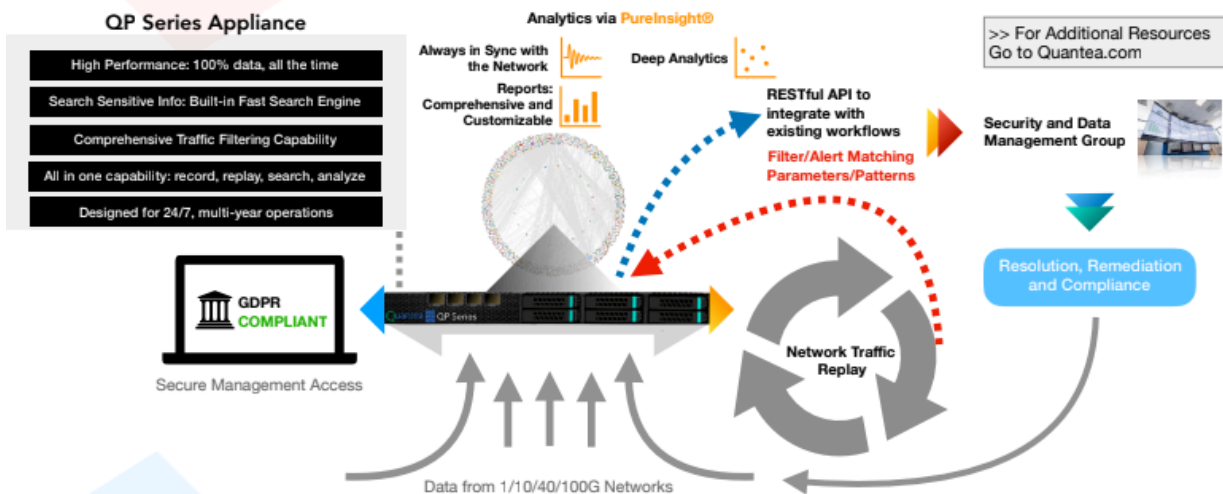 QP Series Appliance
High Performance: 100% data, all the time
Search Sensitive Info: Built-in Fast Search Engine
Comprehensive Traffic Filtering Capability
All in one capability: record, replay, search, analyze
Designed for 24/7, multi-year operations
Analytics via PureInsight®
Always in Sync with
the Network
Deep Analytics
Reports:
Comprehensive and
Customizable
RESTful API to
integrate with
existing workflows
Filter/Alert Matching
Parameters/Patterns
>> For Additional Resources
Go to Quantea.com
Security and Data
Management Group
Resolution, Remediation
and Compliance
GDPR
COMPLIANT
Secure Management Access
Quantea QP Series
Network Traffic
Replay
Data from 1/10/40/100G Networks